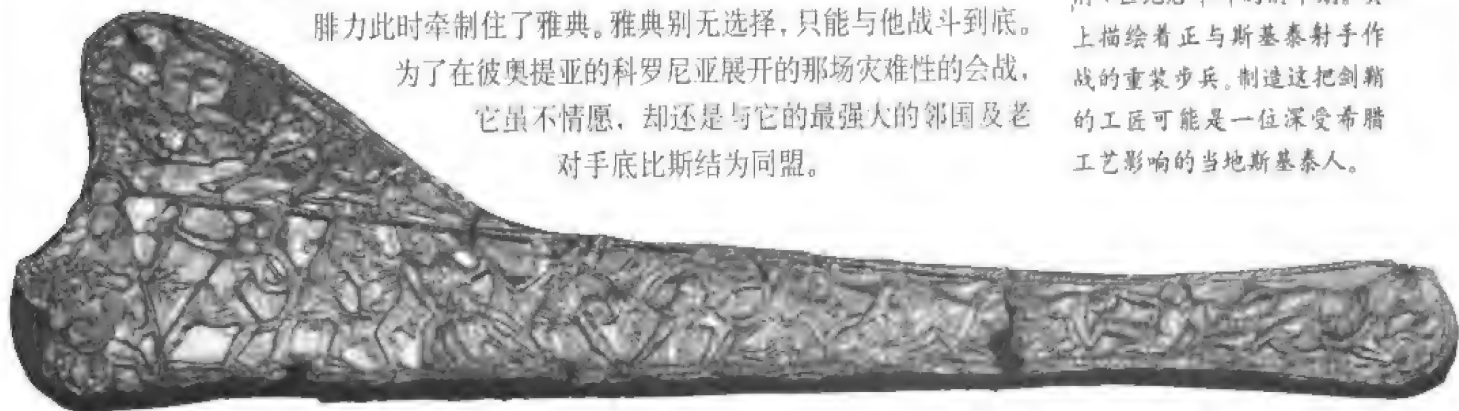 腓力此时牵制住了雅典。雅典别无选择，只能与他战斗到底。
为了在彼奥提亚的科罗尼亚展开的那场灾难性的会战，
它虽不情愿，却还是与它的最强大的邻国及老
对手底比斯结为同盟。
上描绘着正与斯基泰射手作
战的重装步兵。制造这把剑鞘
的工匠可能是一位深受希腊
工艺影响的当地斯基泰人。